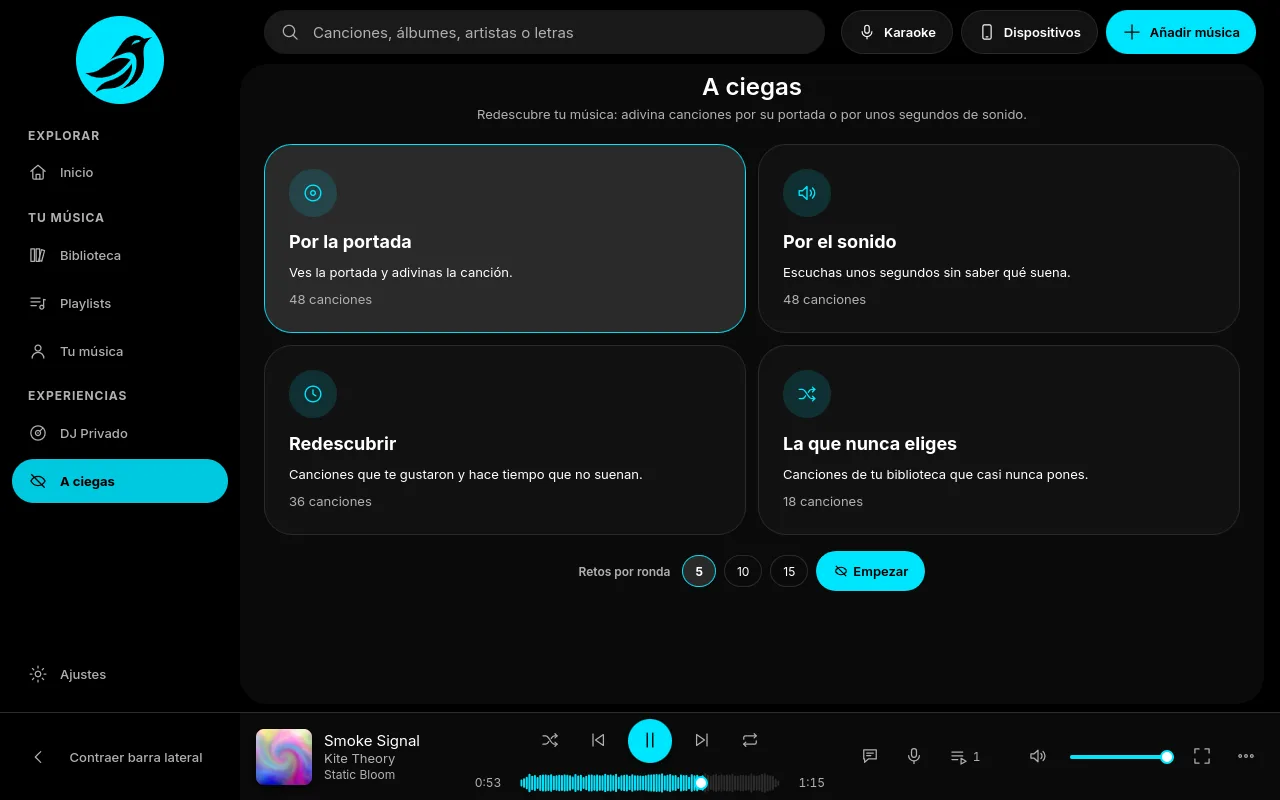 Canciones, álbumes, artistas o letras
Karaoke
Dispositivos
Añadir música
EXPLORAR
Inicio
TU MÚSICA
Biblioteca
Playlists
Tu música
EXPERIENCIAS
DJ Privado
A ciegas
Ajustes
Contraer barra lateral
A ciegas
Redescubre tu música: adivina canciones por su portada o por unos segundos de sonido.
Por la portada
Ves la portada y adivinas la canción.
48 canciones
Por el sonido
Escuchas unos segundos sin saber qué suena.
48 canciones
Redescubrir
Canciones que te gustaron y hace tiempo que no suenan.
36 canciones
La que nunca eliges
Canciones de tu biblioteca que casi nunca pones.
18 canciones
Retos por ronda
5
10
15
Empezar
Smoke Signal
Kite Theory
Static Bloom
0:53
1:15
1